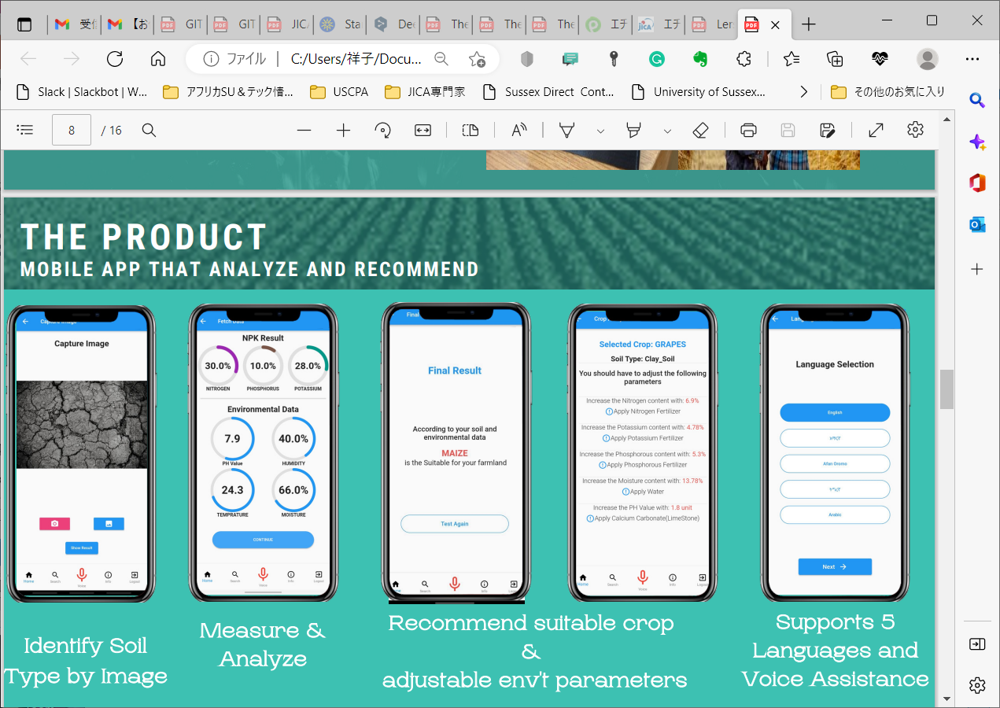 受信
【お
GIT
GIT
JIC
Sta
Dee
The
The
The
エチ
エチ
Ler
ファイル
C:/Users/祥子/Docu...
Slack | Slackbot | W...
アフリカSU＆テック情...
USCPA
JICA専門家
Sussex Direct Cont...
University of Sussex...
その他のお気に入り
8
/ 16
THE PRODUCT
MOBILE APP THAT ANALYZE AND RECOMMEND
Capture Image
Capture Image
Show Result
Home
Search
Voice
Info
Logout
Identify Soil
Type by Image
Fetch Data
NPK Result
30.0%
10.0%
28.0%
NITROGEN
PHOSPHORUS
POTASSIUM
Environmental Data
7.9
40.0%
PH Value
HUMIDITY
24.3
66.0%
TEMPRATURE
MOISTURE
CONTINUE
Home
Search
Voice
Info
Logout
Measure &
Analyze
Final
Final Result
According to your soil and
environmental data
MAIZE
is the Suitable for your farmland
Test Again
Search
Info
Selected Crop: GRAPES
Soil Type: Clay_Soil
You should have to adjust the following
parameters
Increase the Nitrogen content with: 6.9%
Apply Nitrogen Fertilizer
Increase the Potassium content with: 4.78%
Apply Potassium Fertilizer
Increase the Phosphorous content with: 5.3%
Apply Phosphorous Fertilizer
Increase the Moisture content with: 13.78%
Apply Water
Increase the PH Value with: 1.8 unit
Apply Calcium Carbonate(LimeStone)
Home
Search
Voice
Info
Recommend suitable crop
&
adjustable env't parameters
Language Selection
English
አማርኛ
Afan Oromo
ትግርኛ
Arabic
Next
Supports 5
Languages and
Voice Assistance